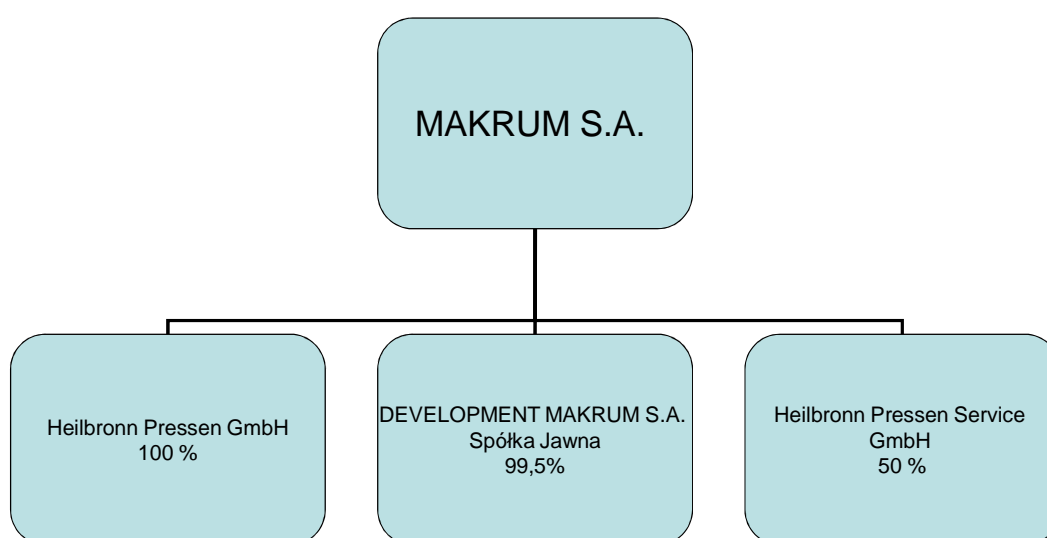 MAKRUM S.A.
Heilbronn Pressen GmbH
100 %
DEVELOPMENT MAKRUM S.A.
Spółka Jawna
99,5%
Heilbronn Pressen Service
GmbH
50 %